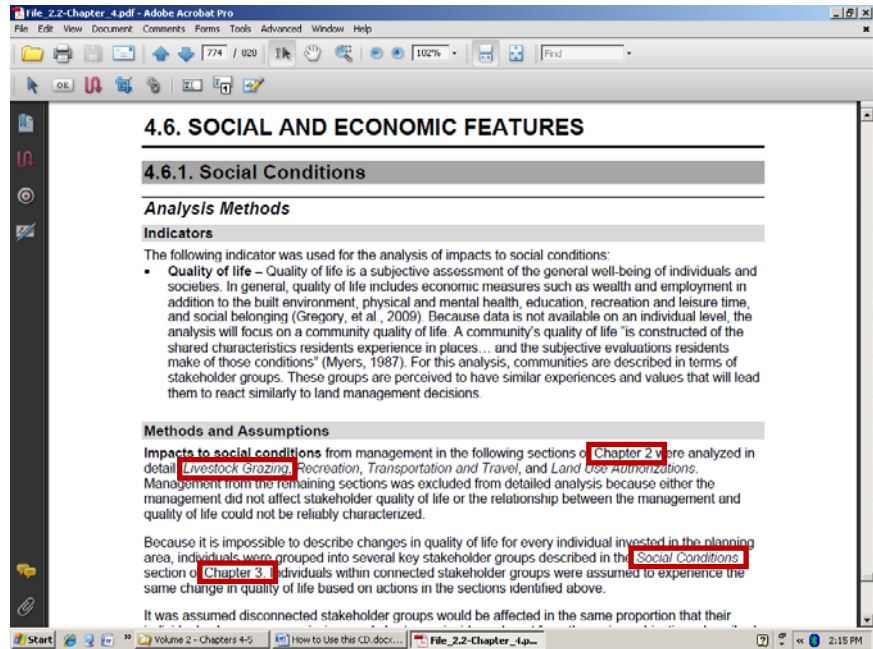 File_2.2-Chapter_4.pdf - Adobe Acrobat Pro
File Edit View Document Comments Forms Tools Advanced Window Help
774 / 828 102% Find
OK
4.6. SOCIAL AND ECONOMIC FEATURES
4.6.1. Social Conditions
Analysis Methods
Indicators
The following indicator was used for the analysis of impacts to social conditions:
• Quality of life – Quality of life is a subjective assessment of the general well-being of individuals and
societies. In general, quality of life includes economic measures such as wealth and employment in
addition to the built environment, physical and mental health, education, recreation and leisure time,
and social belonging (Gregory, et al., 2009). Because data is not available on an individual level, the
analysis will focus on a community quality of life. A community's quality of life "is constructed of the
shared characteristics residents experience in places… and the subjective evaluations residents
make of those conditions" (Myers, 1987). For this analysis, communities are described in terms of
stakeholder groups. These groups are perceived to have similar experiences and values that will lead
them to react similarly to land management decisions.
Methods and Assumptions
Impacts to social conditions from management in the following sections of Chapter 2 were analyzed in
detail: Livestock Grazing, Recreation, Transportation and Travel, and Land Use Authorizations.
Management from the remaining sections was excluded from detailed analysis because either the
management did not affect stakeholder quality of life or the relationship between the management and
quality of life could not be reliably characterized.
Because it is impossible to describe changes in quality of life for every individual invested in the planning
area, individuals were grouped into several key stakeholder groups described in the Social Conditions
section of Chapter 3. Individuals within connected stakeholder groups were assumed to experience the
same change in quality of life based on actions in the sections identified above.
It was assumed disconnected stakeholder groups would be affected in the same proportion that their
Start Volume 2 - Chapters 4-5 How to Use this CD.docx... File_2.2-Chapter_4.p... 2:15 PM